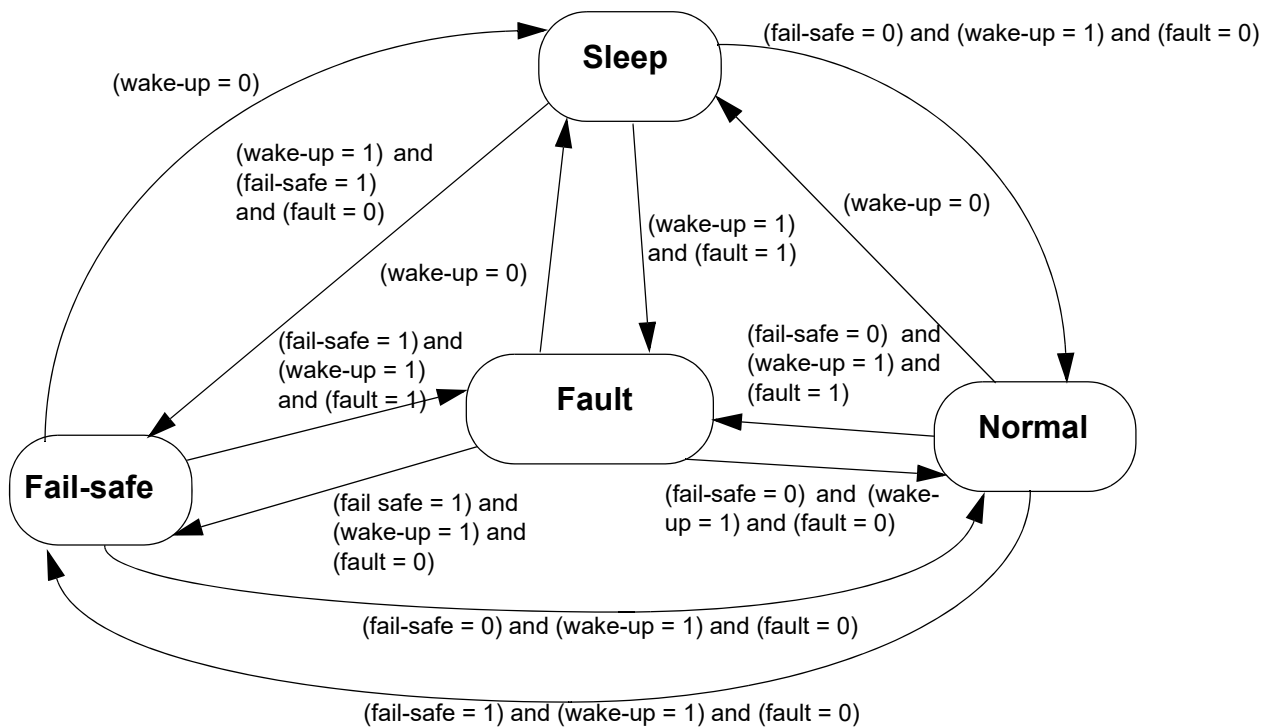 (fail-safe = 0) and (wake-up = 1) and (fault = 0)
Sleep
(wake-up = 0)
(wake-up = 1) and
(fail-safe = 1)
and (fault = 0)
(wake-up = 0)
(wake-up = 1)
and (fault = 1)
(wake-up = 0)
(fail-safe = 1) and
(wake-up = 1)
and (fault = 1)
(fail-safe = 0) and
(wake-up = 1) and
(fault = 1)
Fault
Normal
Fail-safe
(fail safe = 1) and
(wake-up = 1) and
(fault = 0)
(fail-safe = 0) and (wake-
up = 1) and (fault = 0)
(fail-safe = 0) and (wake-up = 1) and (fault = 0)
(fail-safe = 1) and (wake-up = 1) and (fault = 0)